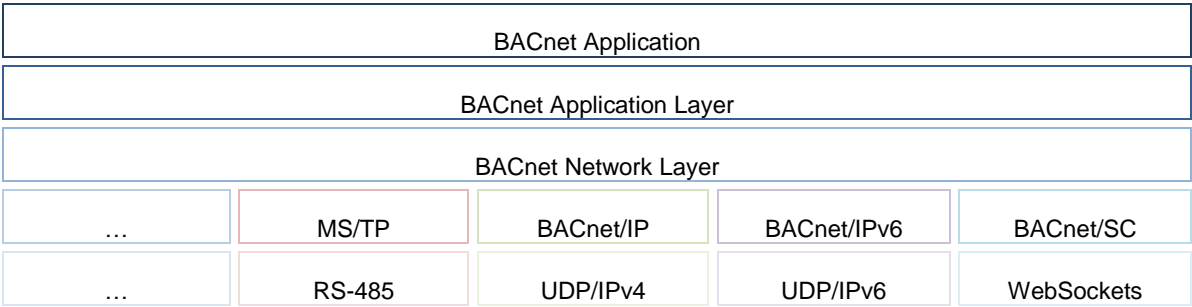 BACnet Application
BACnet Application Layer
BACnet Network Layer
… MS/TP BACnet/IP BACnet/IPv6 BACnet/SC
… RS-485 UDP/IPv4 UDP/IPv6 WebSockets